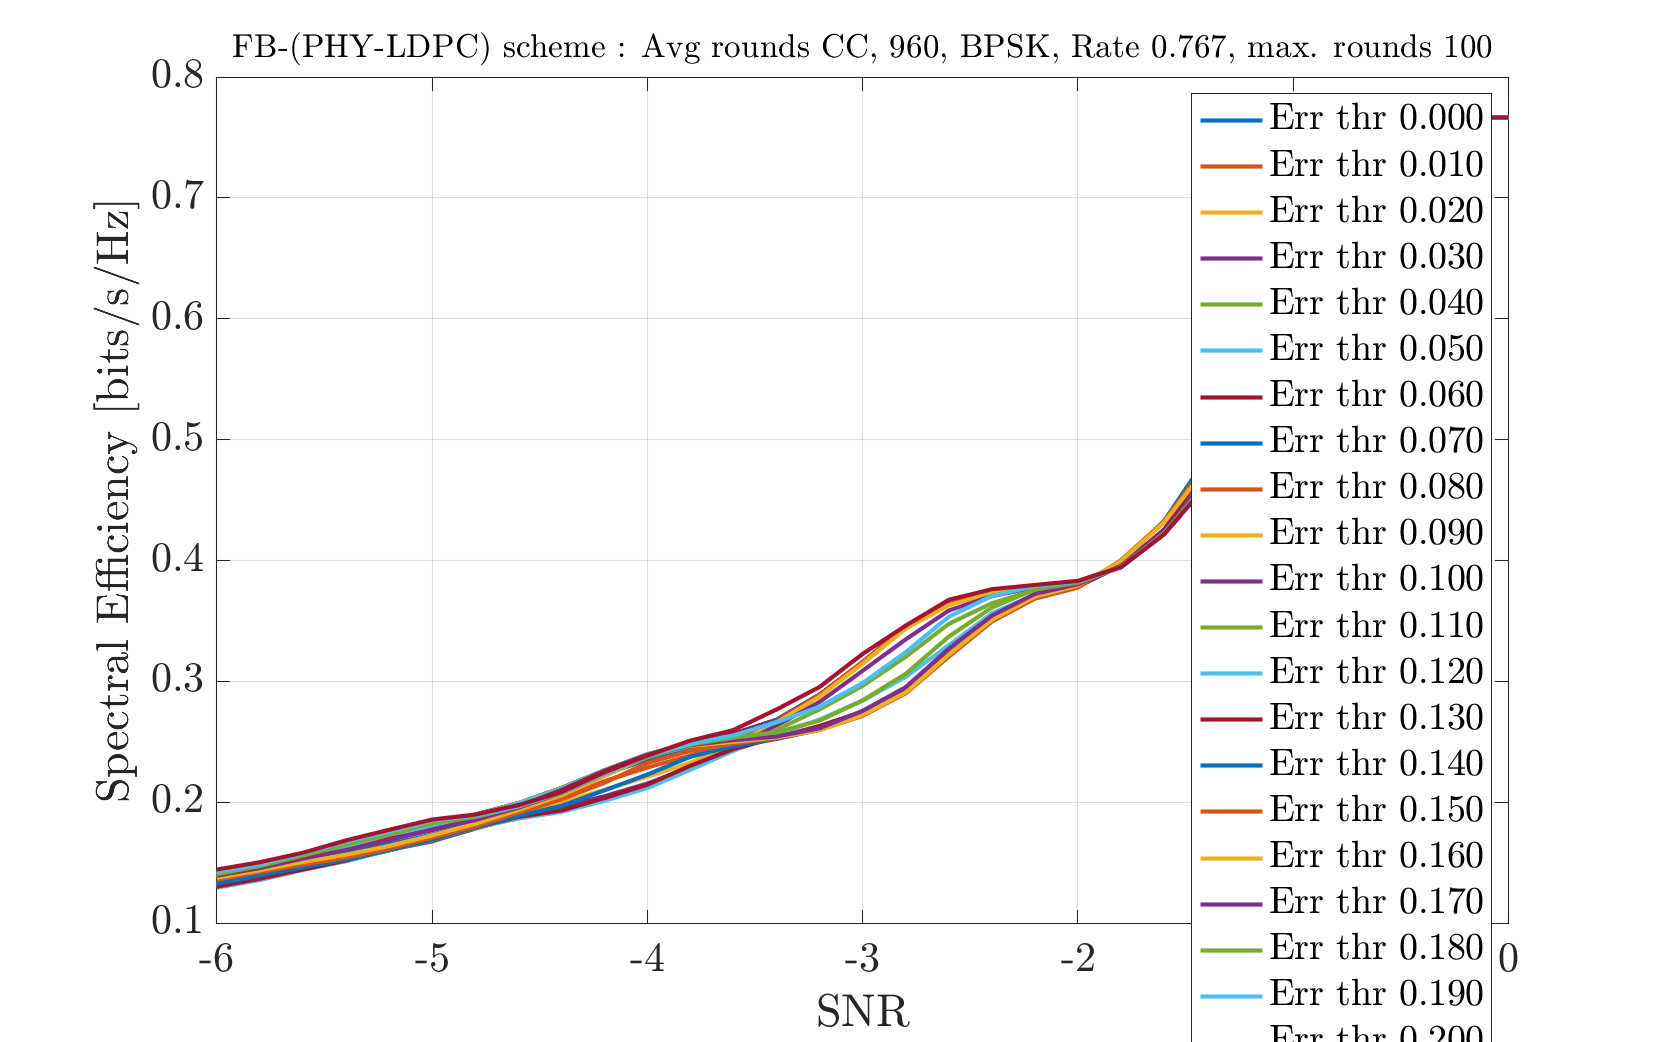 FB-(PHY-LDPC) scheme : Avg rounds CC, 960, BPSK, Rate 0.767, max. rounds 100
0.8
0.7
0.6
0.5
0.4
0.3
0.2
0.1
Spectral Efficiency [bits/s/Hz]
-6 -5 -4 -3 -2 0
SNR
Err thr 0.000
Err thr 0.010
Err thr 0.020
Err thr 0.030
Err thr 0.040
Err thr 0.050
Err thr 0.060
Err thr 0.070
Err thr 0.080
Err thr 0.090
Err thr 0.100
Err thr 0.110
Err thr 0.120
Err thr 0.130
Err thr 0.140
Err thr 0.150
Err thr 0.160
Err thr 0.170
Err thr 0.180
Err thr 0.190
Err thr 0.200